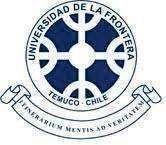 UNIVERSIDAD DE LA FRONTERA
TEMUCO - CHILE
ITINERARIUM MENTIS AD VERITATEM